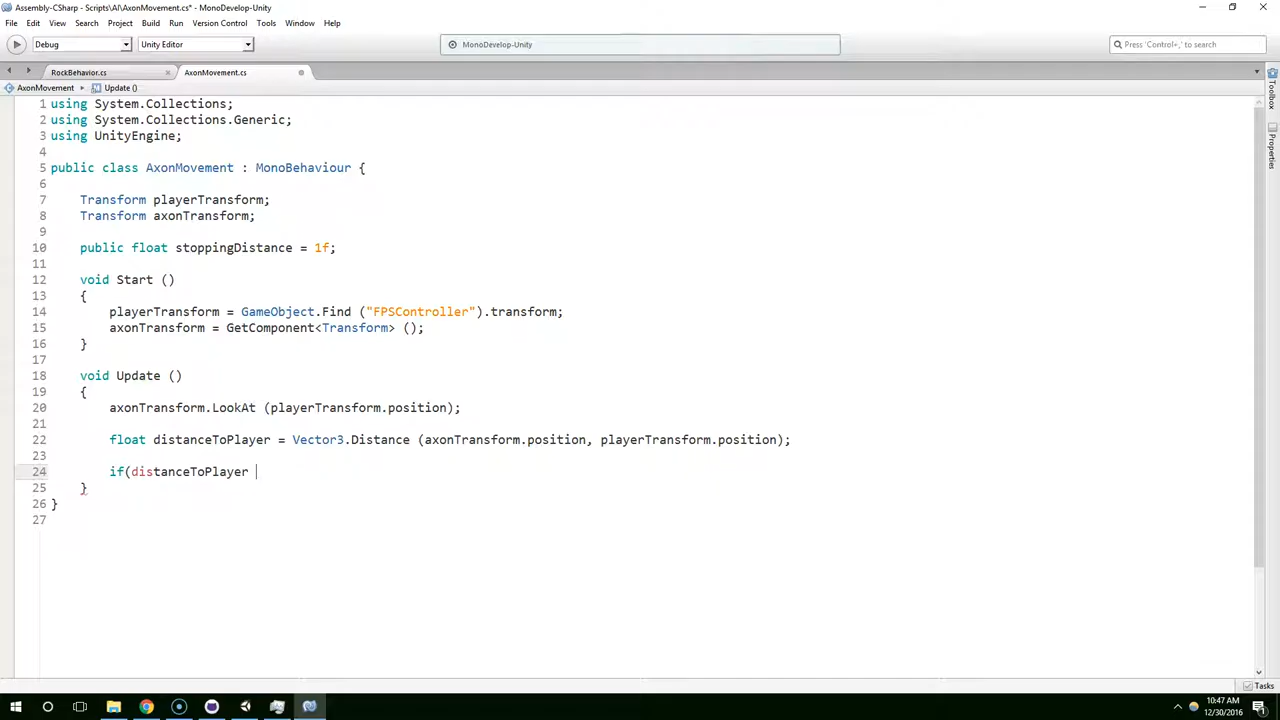 Assembly-CSharp - Scripts\AI\AxonMovement.cs* - MonoDevelop-Unity
File Edit View Search Project Build Run Version Control Tools Window Help
Debug Unity Editor MonoDevelop-Unity Press 'Control+,' to search
RockBehavior.cs AxonMovement.cs
AxonMovement Update ()
1 using System.Collections;
2 using System.Collections.Generic;
3 using UnityEngine;
4
5 public class AxonMovement : MonoBehaviour {
6
7 Transform playerTransform;
8 Transform axonTransform;
9
10 public float stoppingDistance = 1f;
11
12 void Start ()
13 {
14 playerTransform = GameObject.Find ("FPSController").transform;
15 axonTransform = GetComponent<Transform> ();
16 }
17
18 void Update ()
19 {
20 axonTransform.LookAt (playerTransform.position);
21
22 float distanceToPlayer = Vector3.Distance (axonTransform.position, playerTransform.position);
23
24 if(distanceToPlayer
25 }
26 }
27
Toolbox
Properties
Tasks
10:47 AM
12/30/2016
1